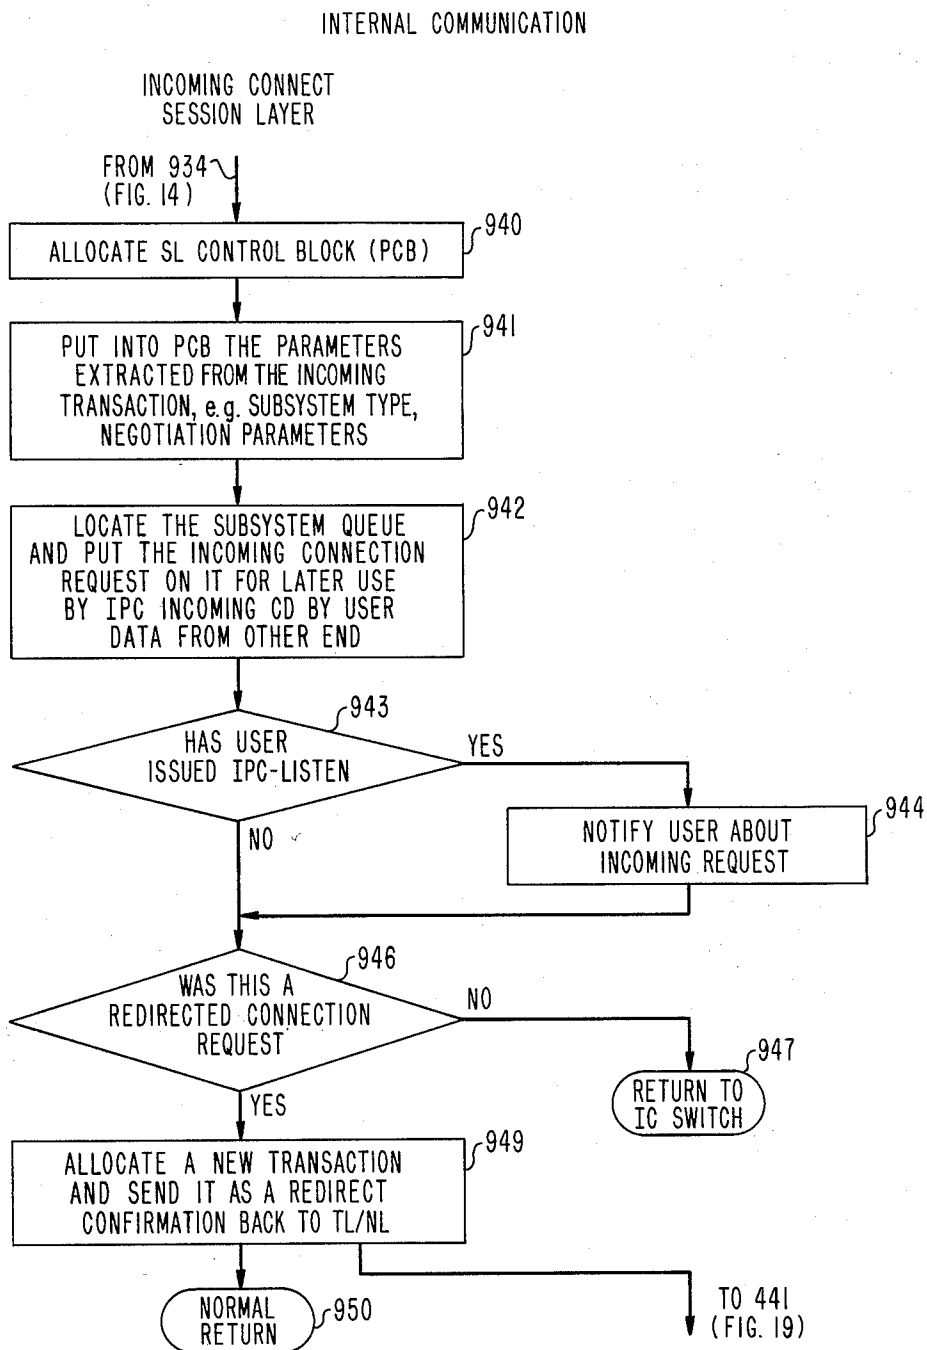 INTERNAL COMMUNICATION
INCOMING CONNECT
SESSION LAYER
FROM 934
(FIG. 14)
940
ALLOCATE SL CONTROL BLOCK (PCB)
941
PUT INTO PCB THE PARAMETERS
EXTRACTED FROM THE INCOMING
TRANSACTION, e.g. SUBSYSTEM TYPE,
NEGOTIATION PARAMETERS
942
LOCATE THE SUBSYSTEM QUEUE
AND PUT THE INCOMING CONNECTION
REQUEST ON IT FOR LATER USE
BY IPC INCOMING CD BY USER
DATA FROM OTHER END
943
HAS USER
ISSUED IPC-LISTEN
YES
NO
944
NOTIFY USER ABOUT
INCOMING REQUEST
946
WAS THIS A
REDIRECTED CONNECTION
REQUEST
NO
YES
947
RETURN TO
IC SWITCH
949
ALLOCATE A NEW TRANSACTION
AND SEND IT AS A REDIRECT
CONFIRMATION BACK TO TL/NL
NORMAL
RETURN
950
TO 441
(FIG. 19)